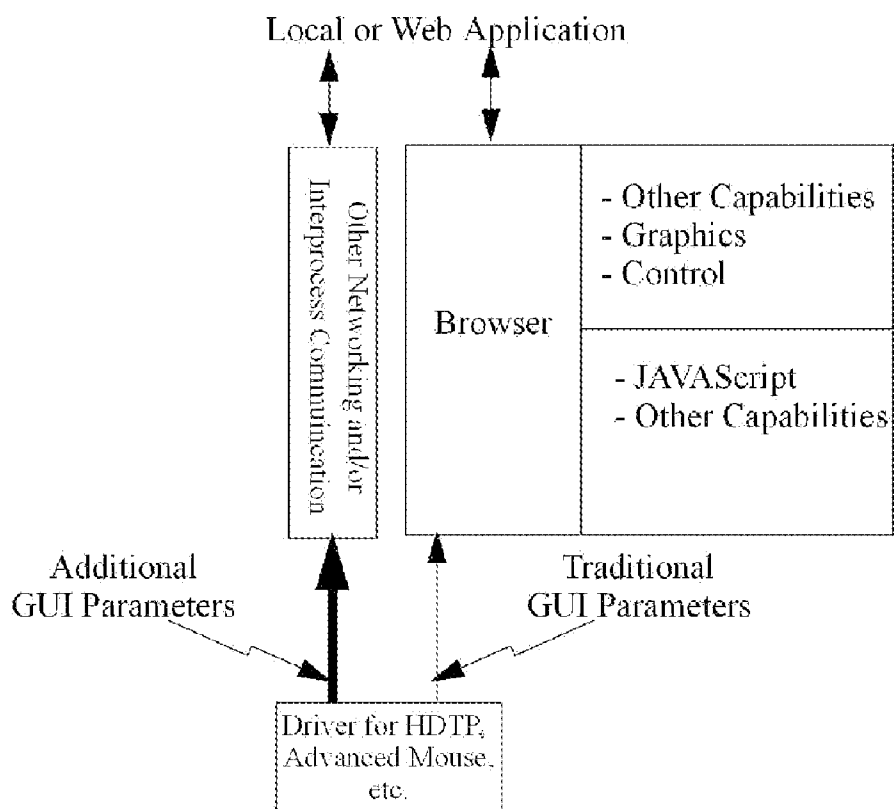 Local or Web Application
Other Networking and/or
Interprocess Commuincation
Browser
- Other Capabilities
- Graphics
- Control
- JAVAScript
- Other Capabilities
Additional
GUI Parameters
Traditional
GUI Parameters
Driver for HDTP,
Advanced Mouse,
etc.